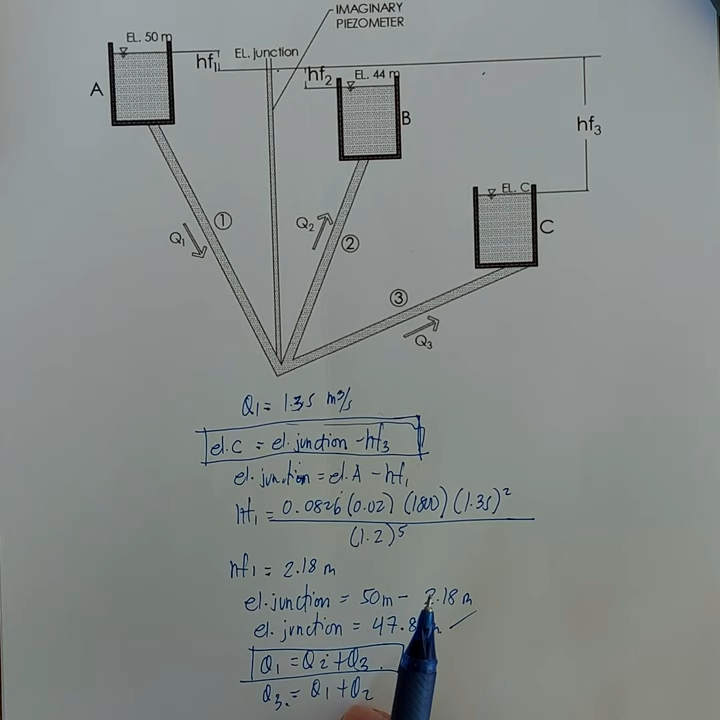 IMAGINARY
PIEZOMETER
EL. 50 m
EL. junction
hf₁
hf₂
EL. 44 m
A
B
hf₃
EL. C
C
①
Q₁
Q₂
②
③
Q₃
Q1 = 1.35 m³/s
el.C = el.junction - hf₃
el.junction = el.A - hf₁
Hf₁ = 0.0826(0.02)(1800)(1.35)²
(1.2)⁵
hf₁ = 2.18 m
el.junction = 50m - 2.18 m
el.junction = 47.8
Q₁ = Q₂ + Q₃.
Q₃ = Q₁ + Q₂